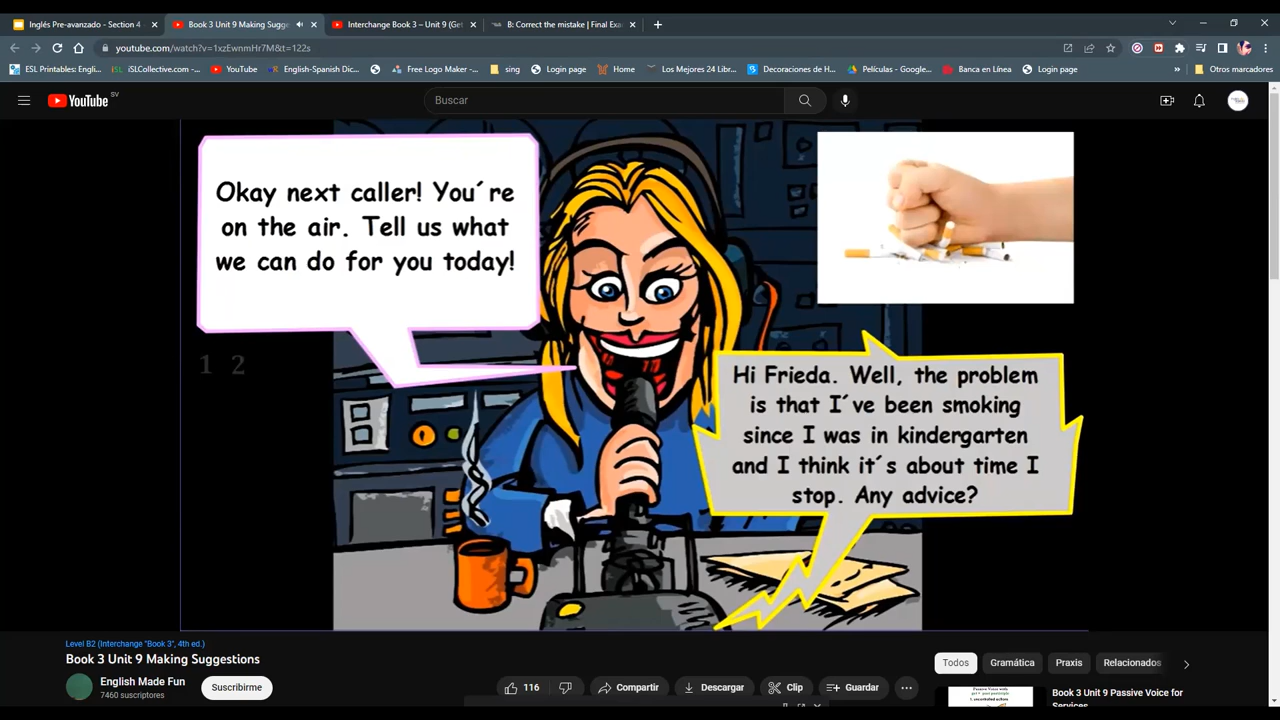 Inglés Pre-avanzado - Section 4
Book 3 Unit 9 Making Sugge
Interchange Book 3 – Unit 9 (Get
B: Correct the mistake | Final Exa
youtube.com/watch?v=1xzEwnmHr7M&t=122s
ESL Printables: Engli...
iSLCollective.com -...
YouTube
English-Spanish Dic...
Free Logo Maker -...
sing
Login page
Home
Los Mejores 24 Libr...
Decoraciones de H...
Películas - Google...
Banca en Línea
Login page
Otros marcadores
YouTube SV
Buscar
Okay next caller! You´re
on the air. Tell us what
we can do for you today!
1 2
Hi Frieda. Well, the problem
is that I´ve been smoking
since I was in kindergarten
and I think it´s about time I
stop. Any advice?
Level B2 (Interchange "Book 3", 4th ed.)
Book 3 Unit 9 Making Suggestions
English Made Fun
7460 suscriptores
Suscribirme
116
Compartir
Descargar
Clip
Guardar
Todos
Gramática
Praxis
Relacionados
Book 3 Unit 9 Passive Voice for
Services